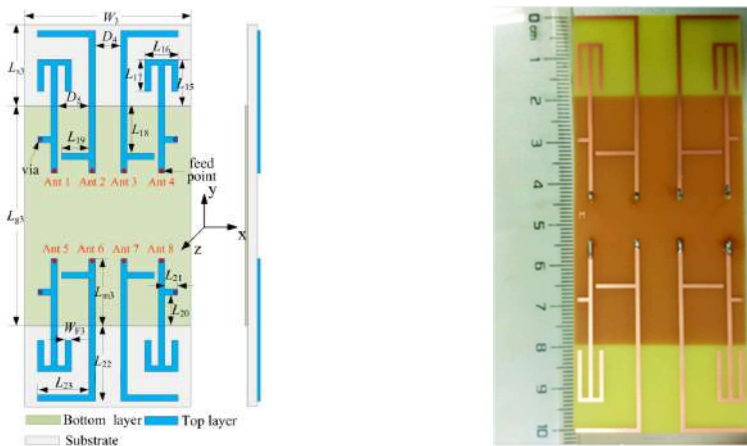 W3
D4
L16
Ls3
L17
L15
D5
L18
L19
via
feed
point
Ant 1 Ant 2 Ant 3 Ant 4
y
x
z
Lg3
Ant 5 Ant 6 Ant 7 Ant 8
L21
Lm3
L20
WF3
L22
L23
Bottom layer Top layer
Substrate
0
cm
1
2
3
4
5
6
7
8
9
10
M